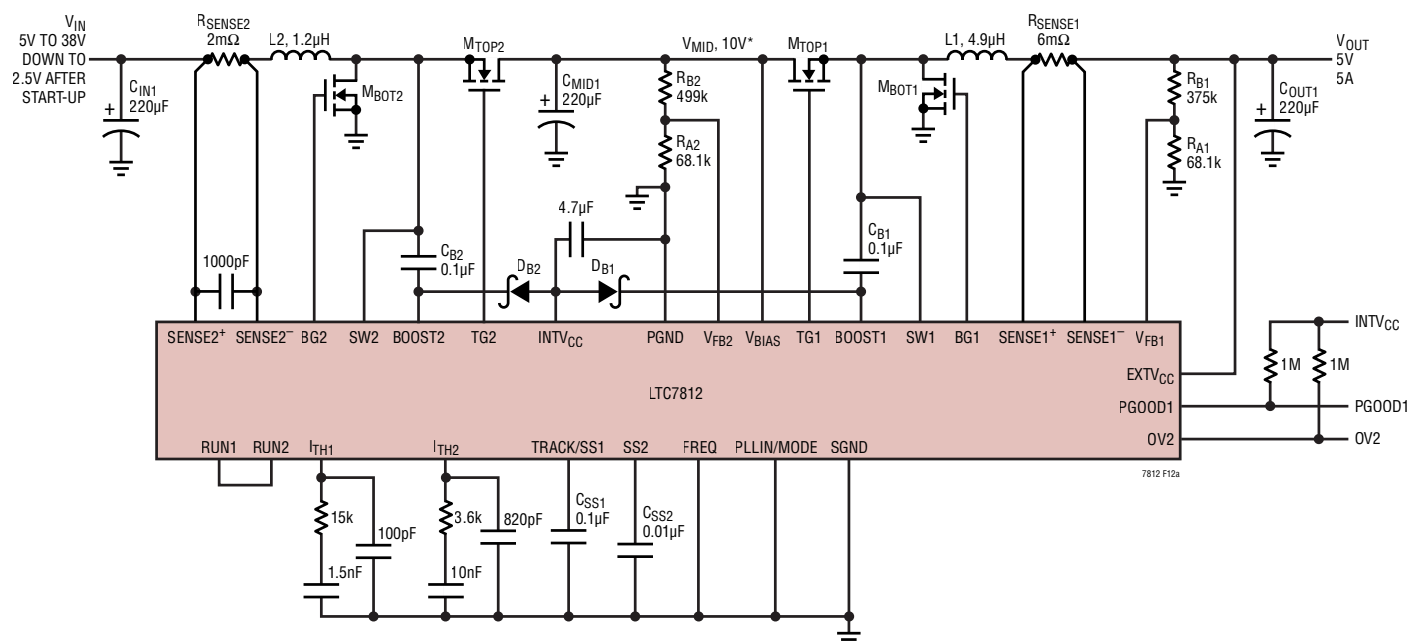 VIN
5V TO 38V
DOWN TO
2.5V AFTER
START-UP
RSENSE2
2mΩ
L2, 1.2µH
MTOP2
VMID, 10V*
MTOP1
L1, 4.9µH
RSENSE1
6mΩ
VOUT
5V
5A
+
CIN1
220µF
MBOT2
+
CMID1
220µF
RB2
499k
MBOT1
RB1
375k
+
COUT1
220µF
RA2
68.1k
RA1
68.1k
1000pF
CB2
0.1µF
DB2
4.7µF
DB1
CB1
0.1µF
SENSE2+
SENSE2–
BG2
SW2
BOOST2
TG2
INTVCC
PGND
VFB2
VBIAS
TG1
BOOST1
SW1
BG1
SENSE1+
SENSE1–
VFB1
INTVCC
1M
1M
EXTVCC
LTC7812
PGOOD1
PGOOD1
OV2
OV2
RUN1
RUN2
ITH1
ITH2
TRACK/SS1
SS2
FREQ
PLLIN/MODE
SGND
7812 F12a
15k
100pF
1.5nF
3.6k
820pF
10nF
CSS1
0.1µF
CSS2
0.01µF